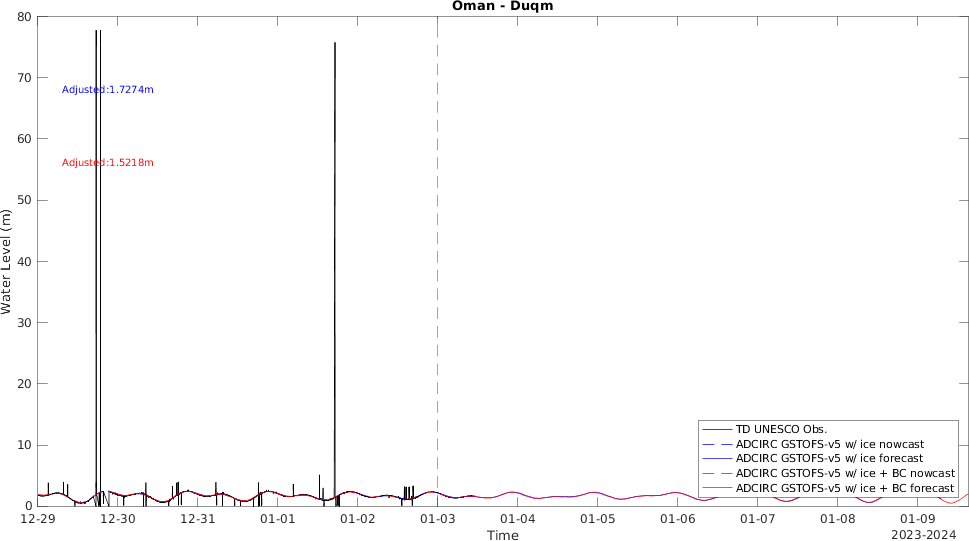 Oman - Duqm
80
70
60
50
40
30
20
10
0
Water Level (m)
Adjusted:1.7274m
Adjusted:1.5218m
TD UNESCO Obs.
ADCIRC GSTOFS-v5 w/ ice nowcast
ADCIRC GSTOFS-v5 w/ ice forecast
ADCIRC GSTOFS-v5 w/ ice + BC nowcast
ADCIRC GSTOFS-v5 w/ ice + BC forecast
12-29 12-30 12-31 01-01 01-02 01-03 01-04 01-05 01-06 01-07 01-08 01-09
Time
2023-2024